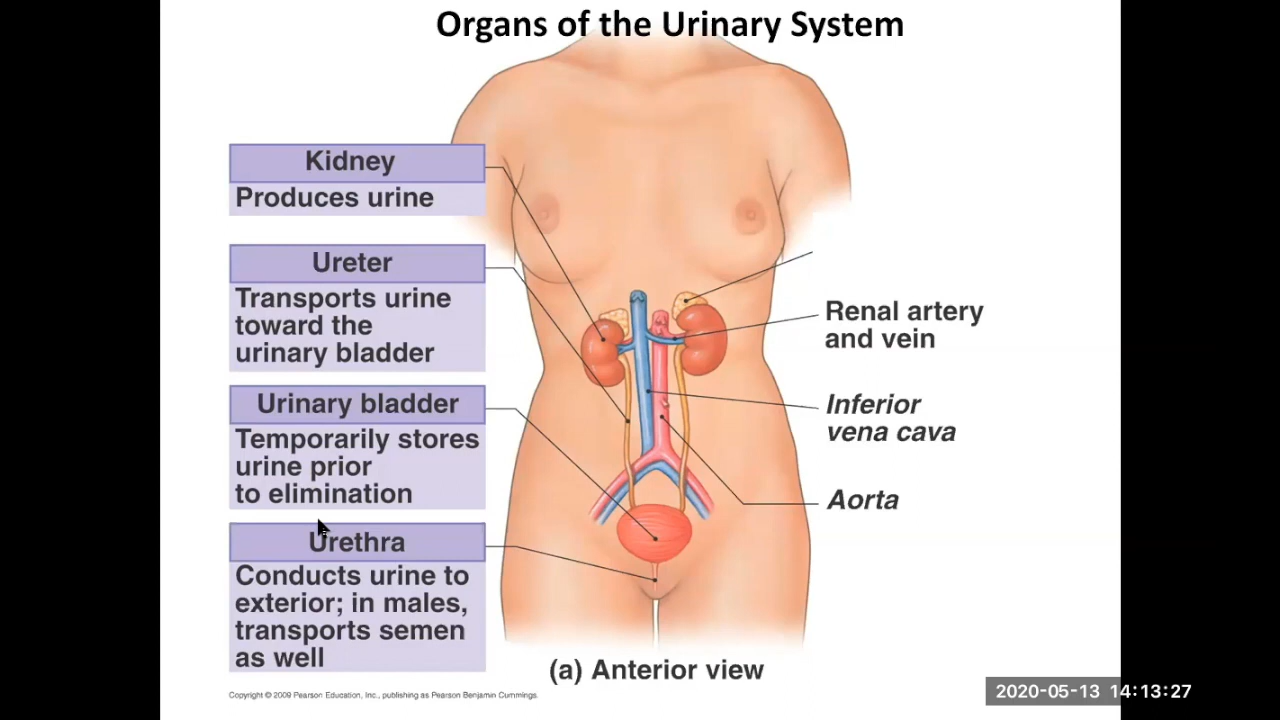 Organs of the Urinary System
Kidney
Produces urine
Ureter
Transports urine
toward the
urinary bladder
Urinary bladder
Temporarily stores
urine prior
to elimination
Urethra
Conducts urine to
exterior; in males,
transports semen
as well
Renal artery
and vein
Inferior
vena cava
Aorta
(a) Anterior view
Copyright © 2009 Pearson Education, Inc., publishing as Pearson Benjamin Cummings.
2020-05-13 14:13:27